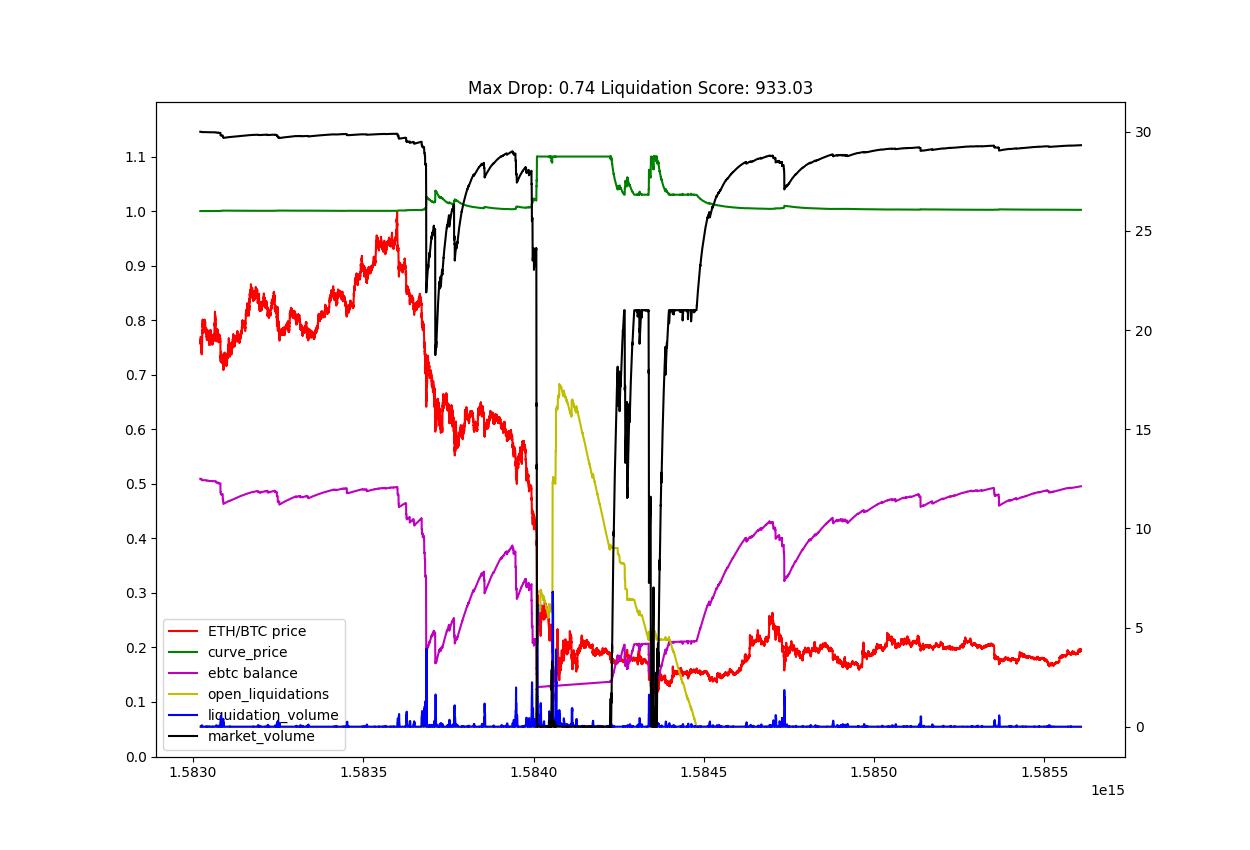 Max Drop: 0.74 Liquidation Score: 933.03
1.1
1.0
0.9
0.8
0.7
0.6
0.5
0.4
0.3
0.2
0.1
0.0
30
25
20
15
10
5
0
ETH/BTC price
curve_price
ebtc balance
open_liquidations
liquidation_volume
market_volume
1.5830 1.5835 1.5840 1.5845 1.5850 1.5855
1e15